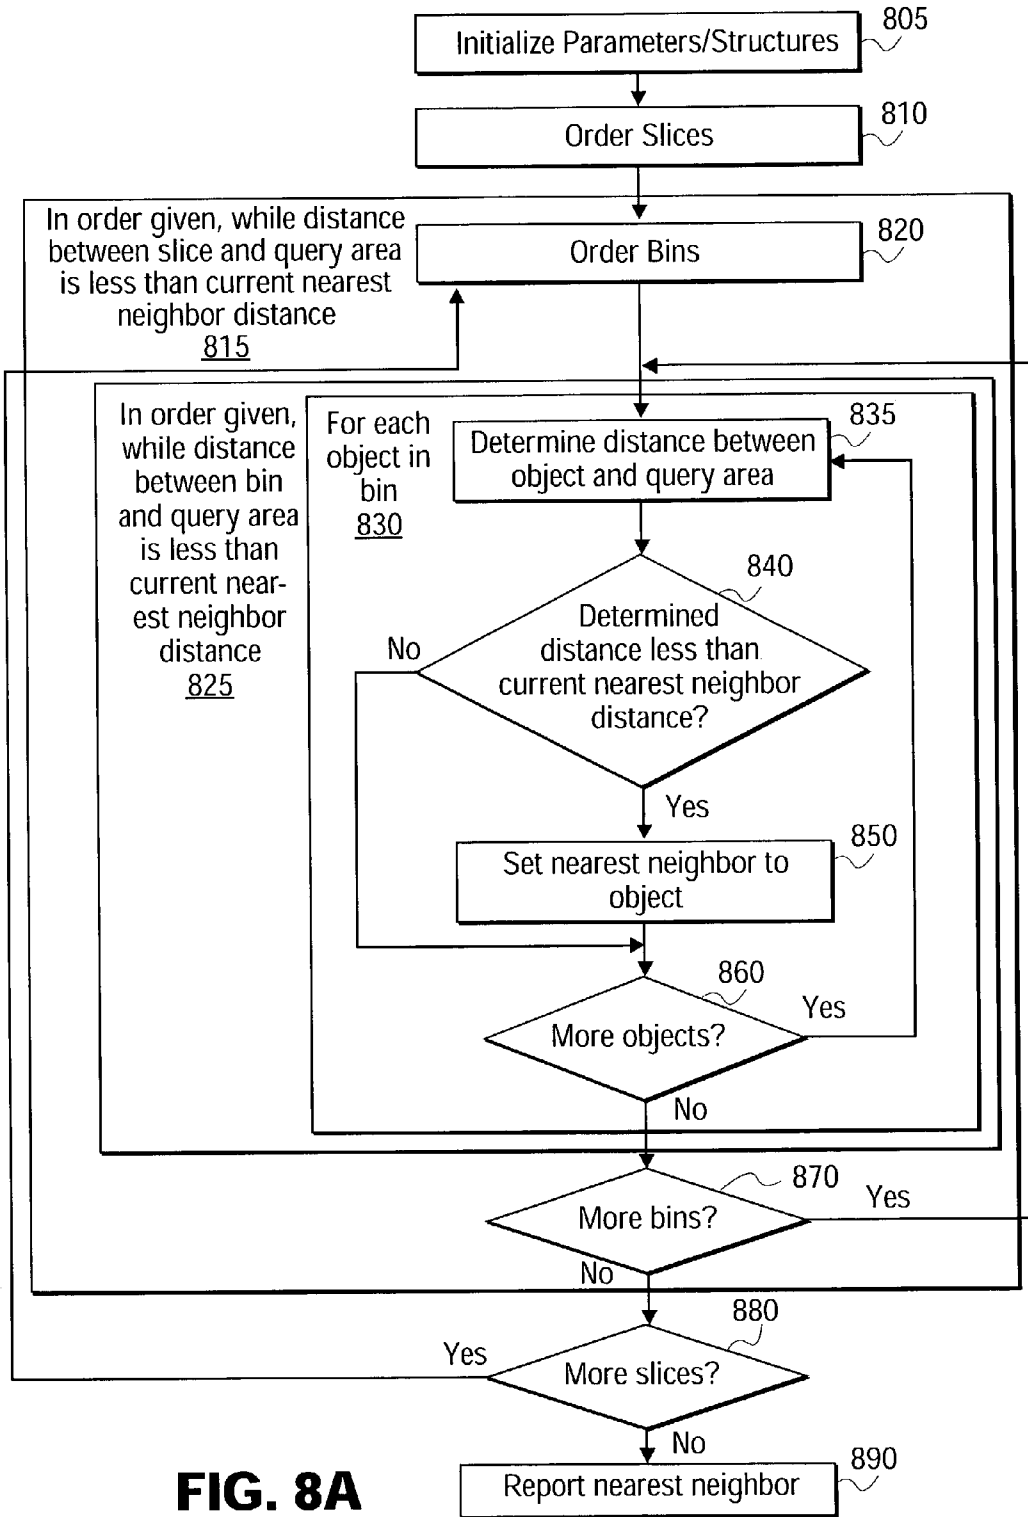 805
Initialize Parameters/Structures
810
Order Slices
In order given, while distance
between slice and query area
is less than current nearest
neighbor distance
815
820
Order Bins
In order given,
while distance
between bin
and query area
is less than
current near-
est neighbor
distance
825
For each
object in
bin
830
835
Determine distance between
object and query area
840
Determined
distance less than
current nearest neighbor
distance?
No
Yes
850
Set nearest neighbor to
object
860
More objects?
Yes
No
870
More bins?
Yes
No
880
More slices?
Yes
No
890
Report nearest neighbor
FIG. 8A